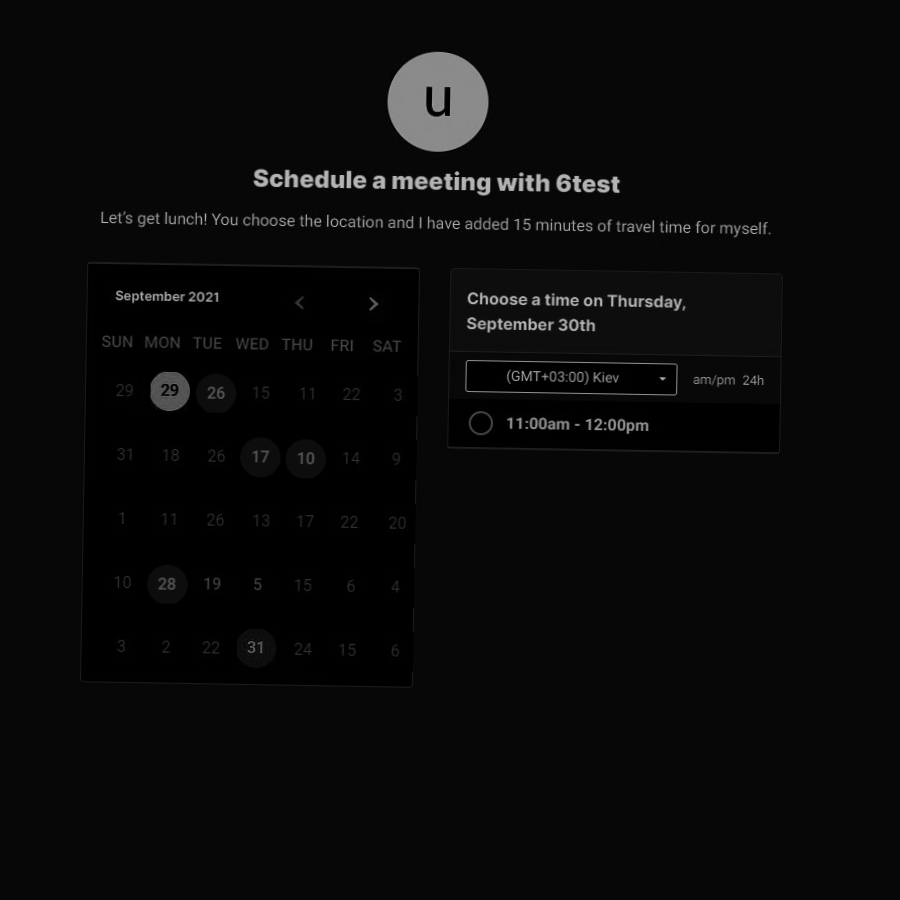 u
Schedule a meeting with 6test
Let's get lunch! You choose the location and I have added 15 minutes of travel time for myself.
September 2021
SUN MON TUE WED THU FRI SAT
29 29 26 15 11 22 3
31 18 26 17 10 14 9
1 11 26 13 17 22 20
10 28 19 5 15 6 4
3 2 22 31 24 15 6
Choose a time on Thursday,
September 30th
(GMT+03:00) Kiev am/pm 24h
11:00am - 12:00pm